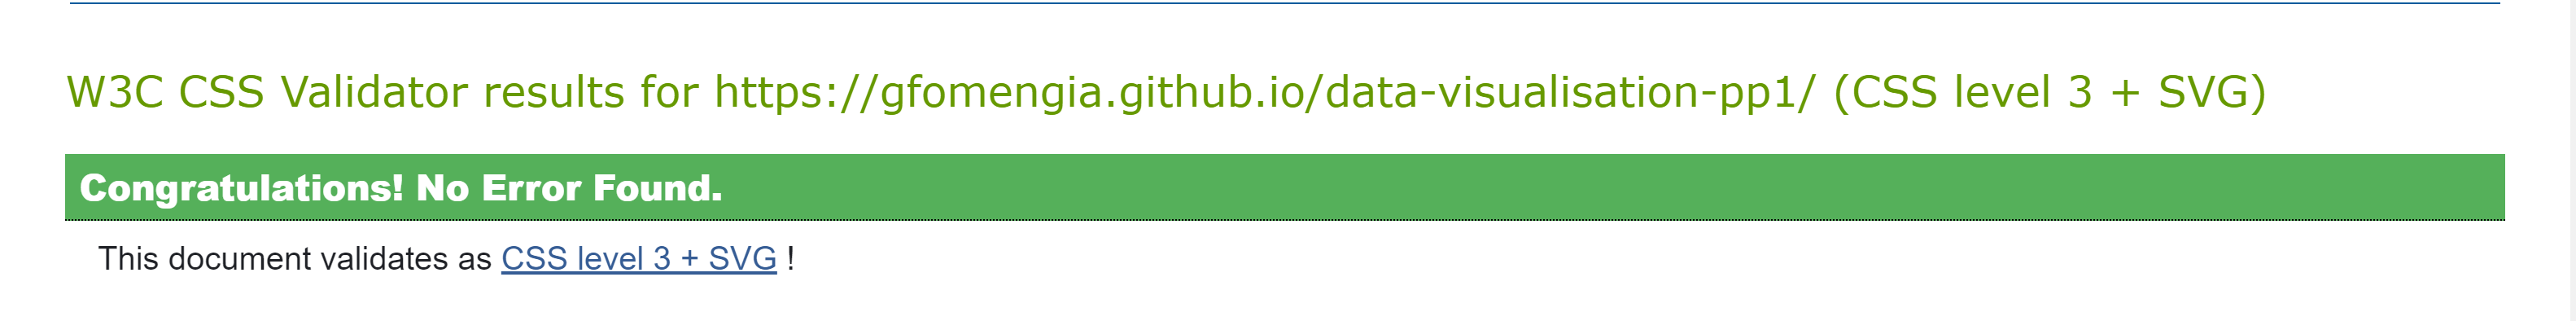 W3C CSS Validator results for https://gfomengia.github.io/data-visualisation-pp1/ (CSS level 3 + SVG)
Congratulations! No Error Found.
This document validates as CSS level 3 + SVG !